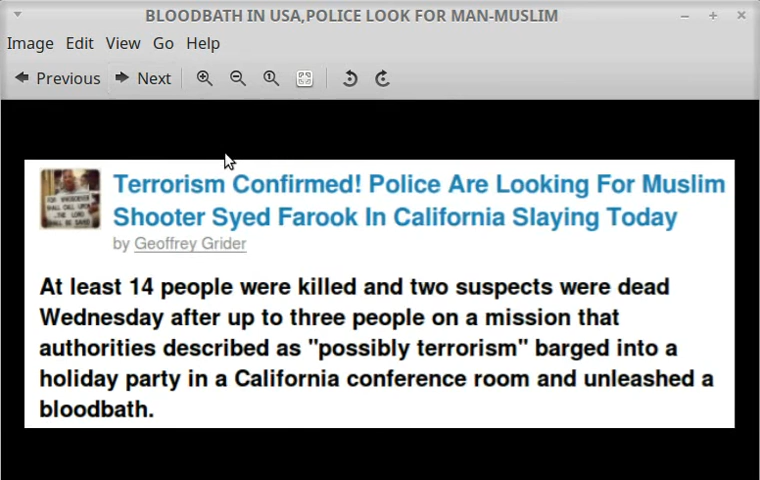 BLOODBATH IN USA,POLICE LOOK FOR MAN-MUSLIM
Image Edit View Go Help
Previous Next
Terrorism Confirmed! Police Are Looking For Muslim
Shooter Syed Farook In California Slaying Today
by Geoffrey Grider
At least 14 people were killed and two suspects were dead
Wednesday after up to three people on a mission that
authorities described as "possibly terrorism" barged into a
holiday party in a California conference room and unleashed a
bloodbath.